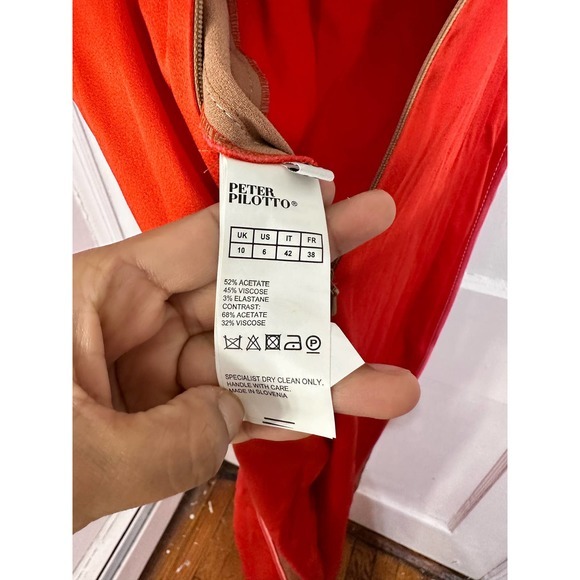 PETER
PILOTTO®
UK US IT FR
10 6 42 38
52% ACETATE
45% VISCOSE
3% ELASTANE
CONTRAST:
68% ACETATE
32% VISCOSE
P
SPECIALIST DRY CLEAN ONLY.
HANDLE WITH CARE.
MADE IN SLOVENIA